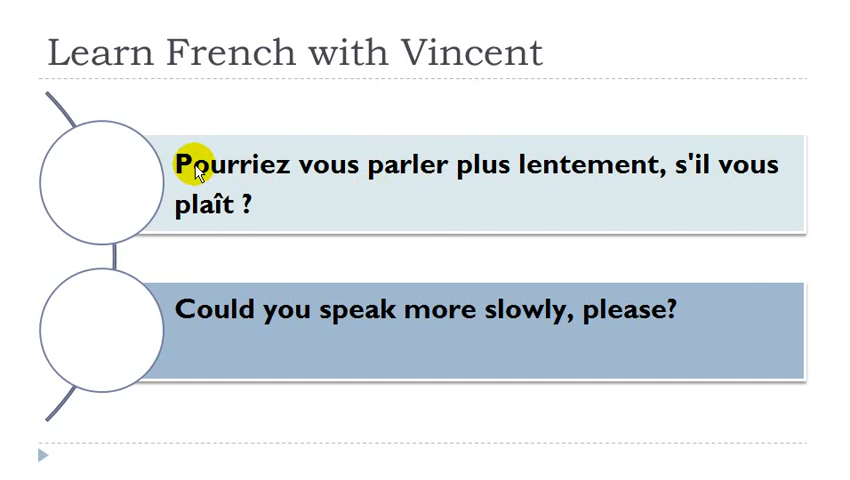 Learn French with Vincent
Pourriez vous parler plus lentement, s'il vous
plaît ?
Could you speak more slowly, please?